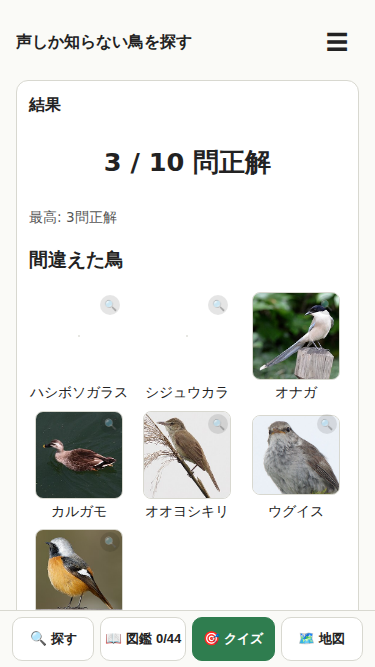 声しか知らない鳥を探す
結果
3 / 10 問正解
最高: 3問正解
間違えた鳥
ハシボソガラス
シジュウカラ
オナガ
カルガモ
オオヨシキリ
ウグイス
探す
図鑑 0/44
クイズ
地図